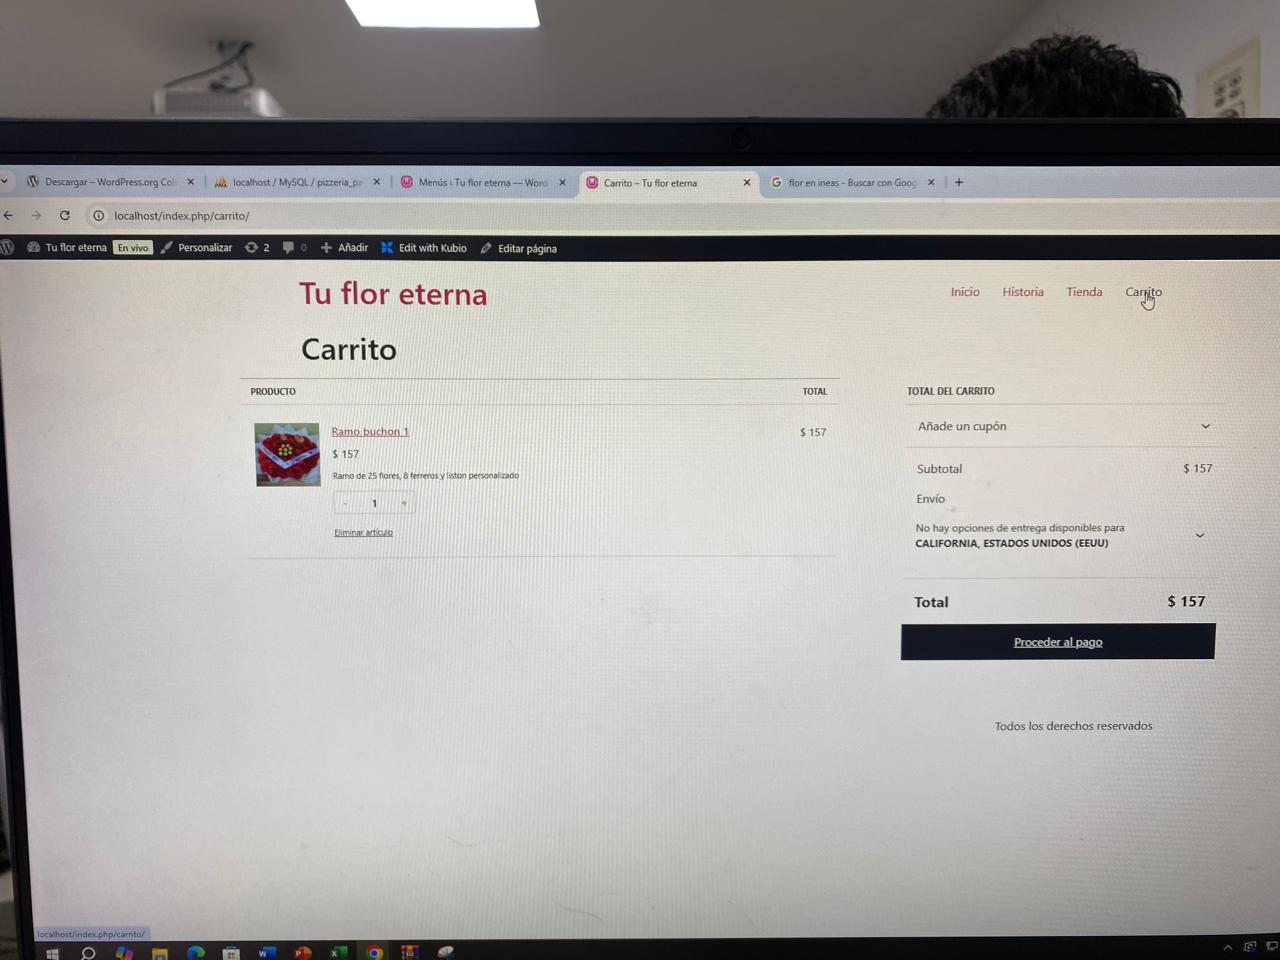 Descargar – WordPress.org Col
localhost / MySQL / pizzeria_pa
Menús ‹ Tu flor eterna — Word
Carrito – Tu flor eterna
flor en ineas - Buscar con Goog
localhost/index.php/carrito/
Tu flor eterna En vivo Personalizar 2 0 Añadir Edit with Kubio Editar página
Tu flor eterna
Inicio Historia Tienda Carrito
Carrito
PRODUCTO TOTAL
Ramo buchon 1 $ 157
$ 157
Ramo de 25 flores, 8 ferreros y liston personalizado
- 1 +
Eliminar artículo
TOTAL DEL CARRITO
Añade un cupón
Subtotal $ 157
Envío
No hay opciones de entrega disponibles para
CALIFORNIA, ESTADOS UNIDOS (EEUU)
Total $ 157
Proceder al pago
Todos los derechos reservados
localhost/index.php/carrito/